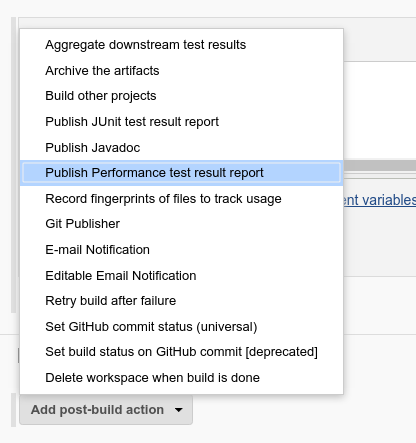 Aggregate downstream test results
Archive the artifacts
Build other projects
Publish JUnit test result report
Publish Javadoc
Publish Performance test result report
Record fingerprints of files to track usage
ent variables
Git Publisher
E-mail Notification
Editable Email Notification
Retry build after failure
Set GitHub commit status (universal)
Set build status on GitHub commit [deprecated]
Delete workspace when build is done
Add post-build action